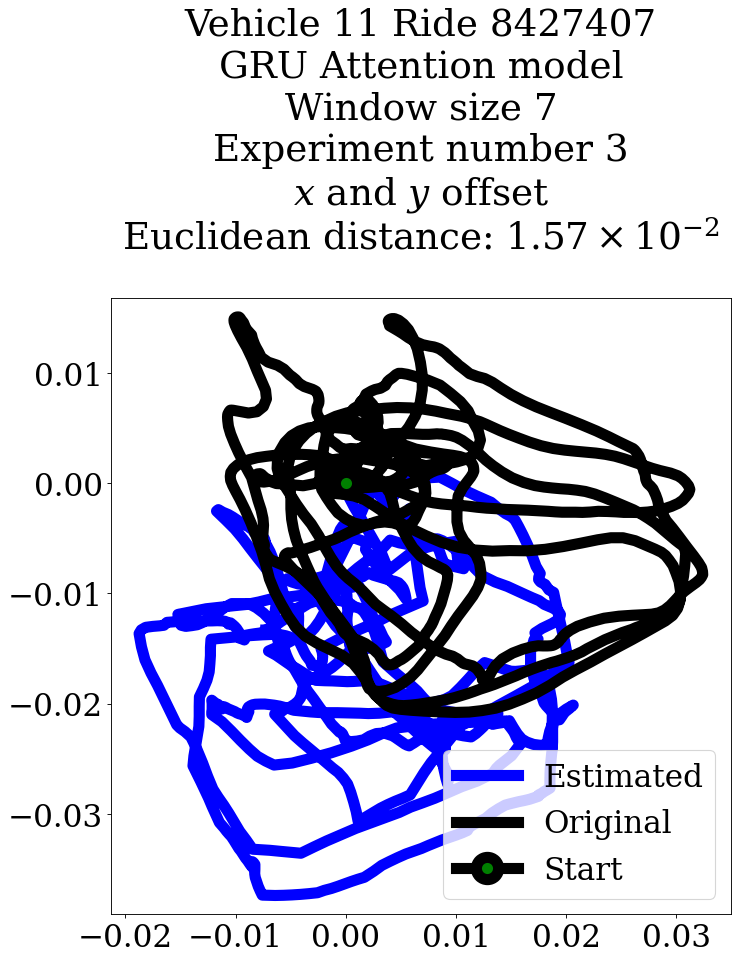 Vehicle 11 Ride 8427407
GRU Attention model
Window size 7
Experiment number 3
x and y offset
Euclidean distance: 1.57 × 10⁻²
0.01
0.00
−0.01
−0.02
−0.03
Estimated
Original
Start
−0.02 −0.01 0.00 0.01 0.02 0.03